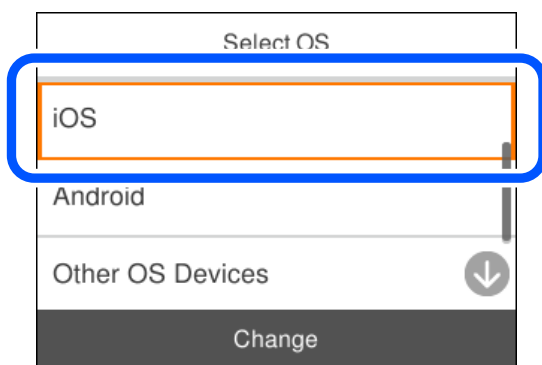 Select OS
iOS
Android
Other OS Devices
Change